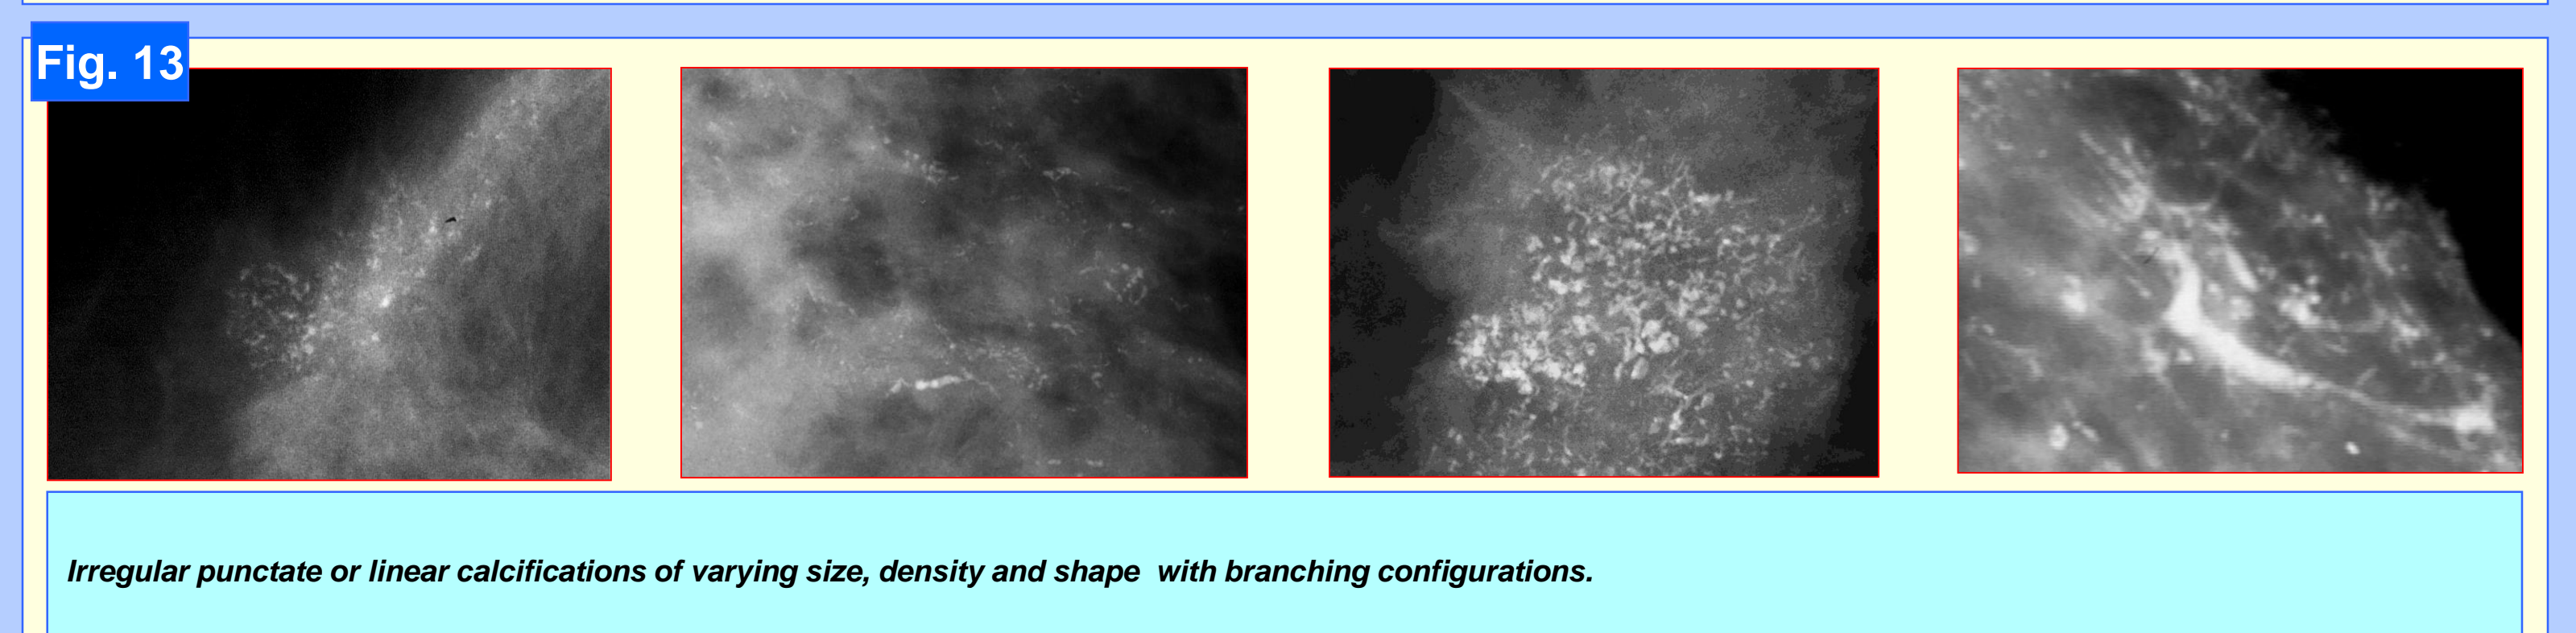 Fig. 13
Irregular punctate or linear calcifications of varying size, density and shape  with branching configurations.